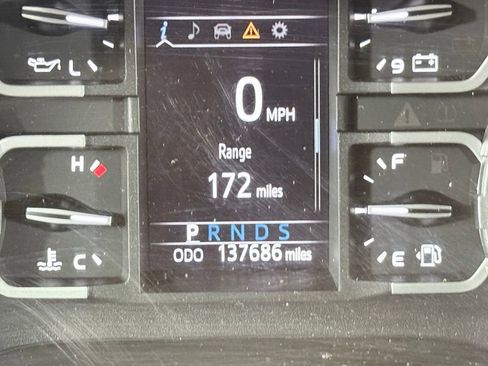 L
9
0 MPH
Range
172 miles
H
F
P R N D S
C
ODO 137686 miles
E